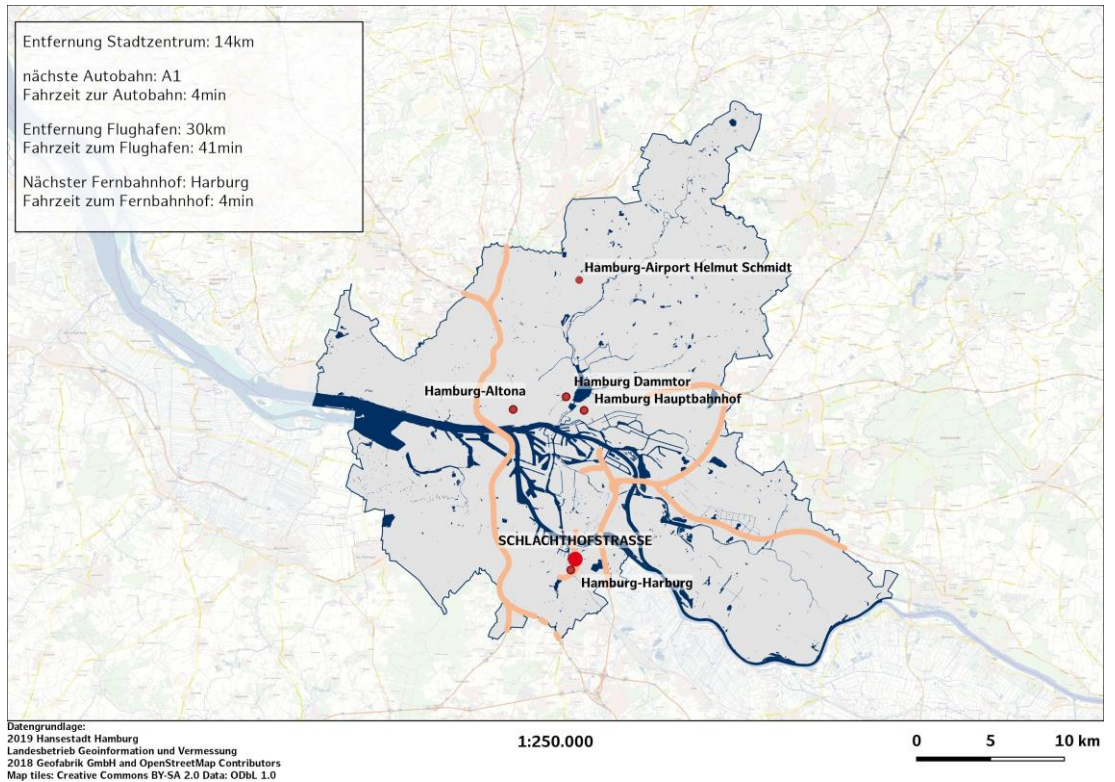 Entfernung Stadtzentrum: 14km
nächste Autobahn: A1
Fahrzeit zur Autobahn: 4min
Entfernung Flughafen: 30km
Fahrzeit zum Flughafen: 41min
Nächster Fernbahnhof: Harburg
Fahrzeit zum Fernbahnhof: 4min
Hamburg-Airport Helmut Schmidt
Hamburg Dammtor
Hamburg-Altona
Hamburg Hauptbahnhof
SCHLACHTHOFSTRASSE
Hamburg-Harburg
Datengrundlage:
2019 Hansestadt Hamburg
Landesbetrieb Geoinformation und Vermessung
2018 Geofabrik GmbH and OpenStreetMap Contributors
Map tiles: Creative Commons BY-SA 2.0 Data: ODbL 1.0
1:250.000
0 5 10 km